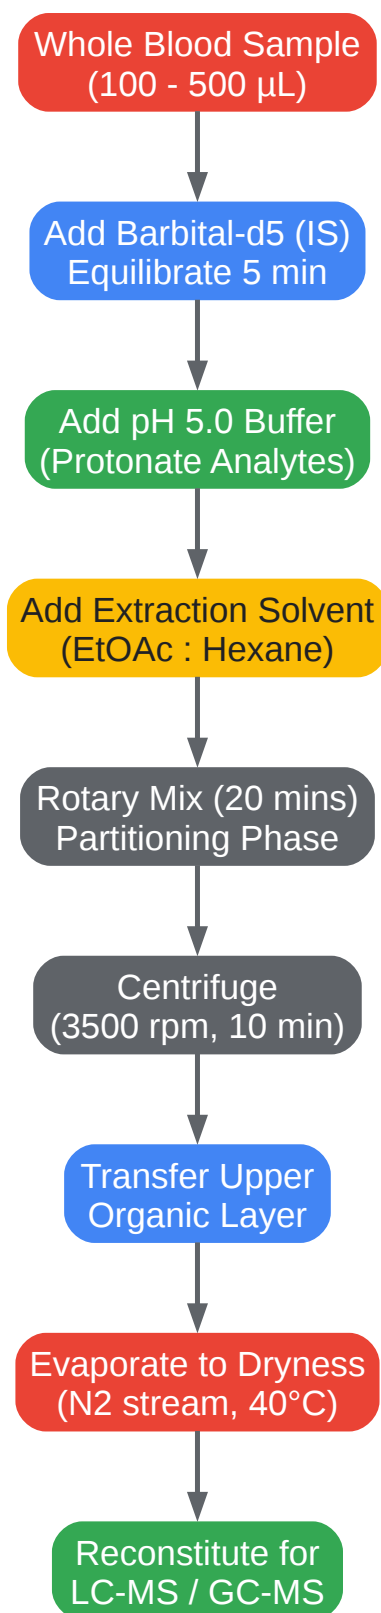 Whole Blood Sample
(100 - 500 µL)
Add Barbital-d5 (IS)
Equilibrate 5 min
Add pH 5.0 Buffer
(Protonate Analytes)
Add Extraction Solvent
(EtOAc : Hexane)
Rotary Mix (20 mins)
Partitioning Phase
Centrifuge
(3500 rpm, 10 min)
Transfer Upper
Organic Layer
Evaporate to Dryness
(N2 stream, 40°C)
Reconstitute for
LC-MS / GC-MS